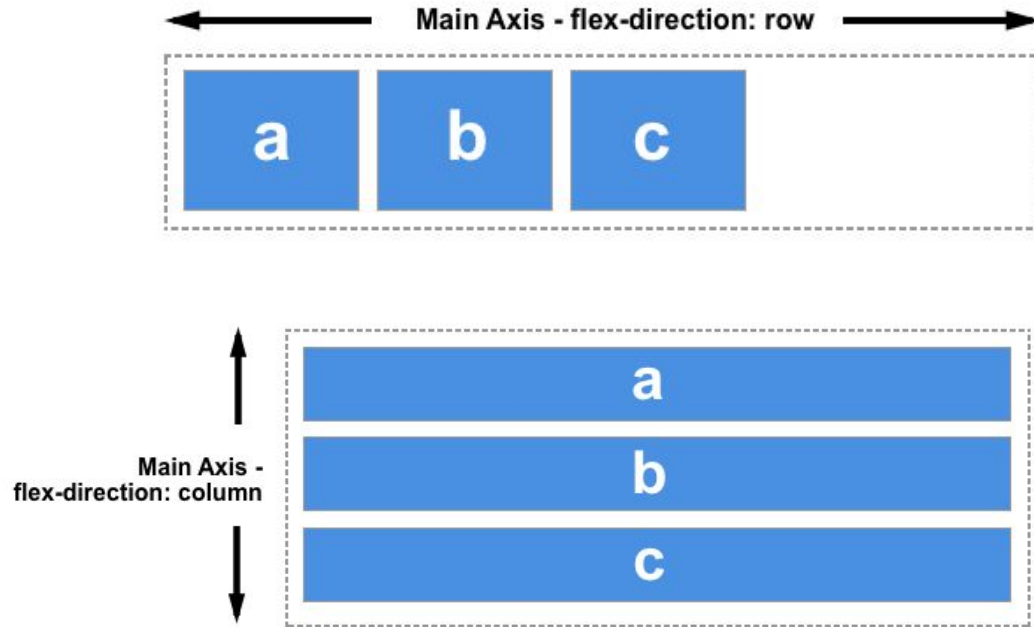 Main Axis - flex-direction: row
a b c
a
Main Axis -
flex-direction: column
b
c